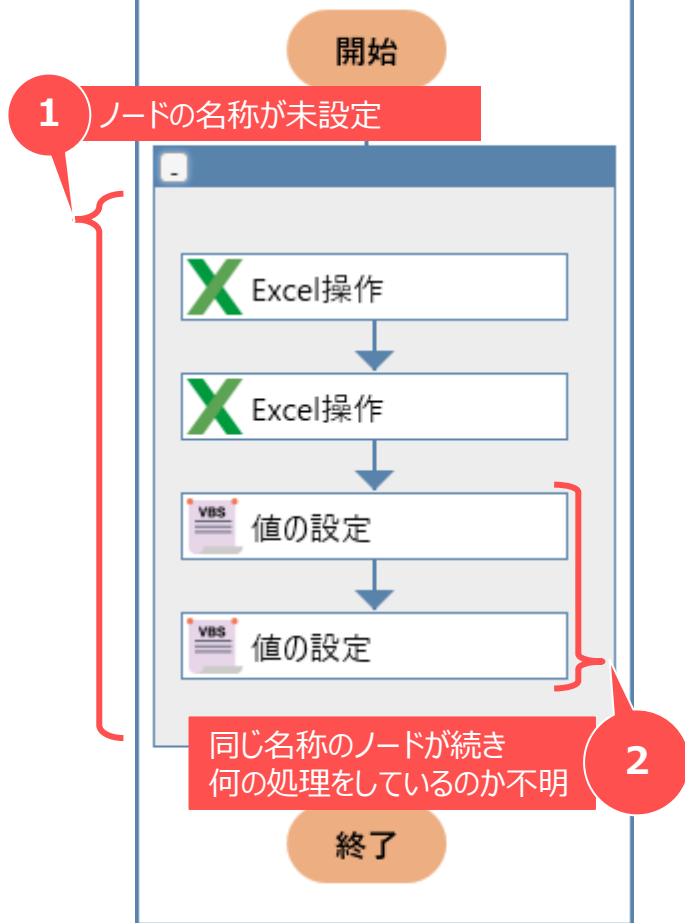 開始
1
ノードの名称が未設定
-
Excel操作
Excel操作
VBS
値の設定
VBS
値の設定
同じ名称のノードが続き
何の処理をしているのか不明
2
終了